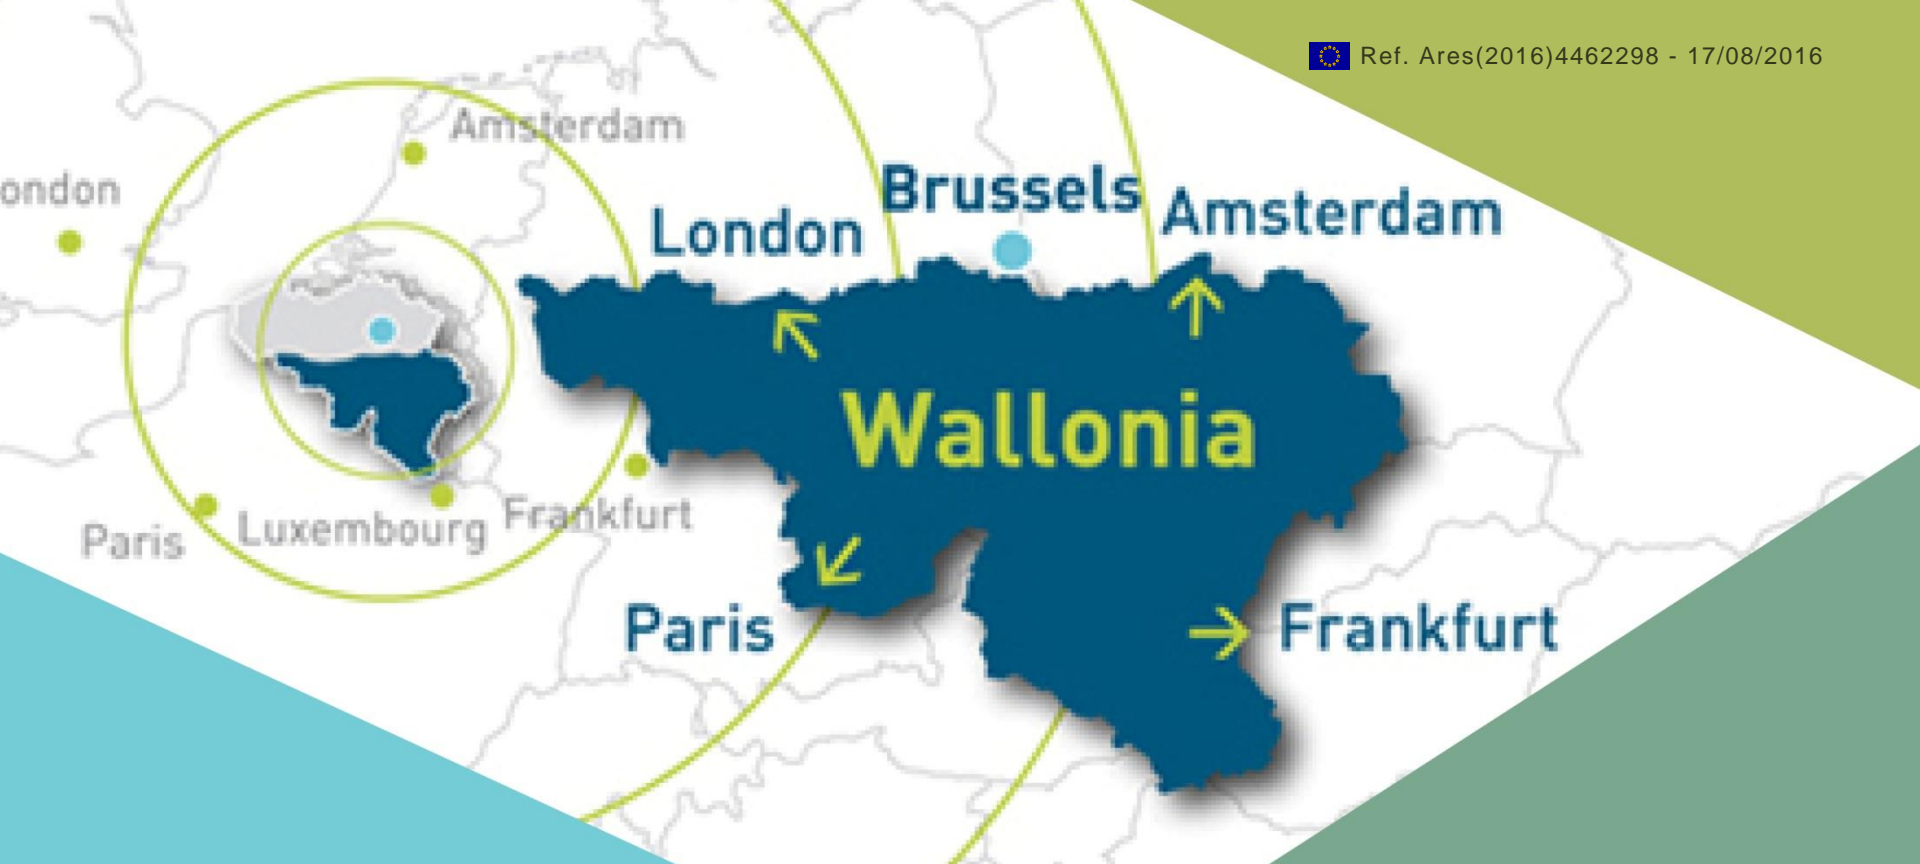 Ref. Ares(2016)4462298 - 17/08/2016
Amsterdam
ondon
Brussels
Amsterdam
London
Wallonia
Frankfurt
Luxembourg
Paris
Paris
Frankfurt